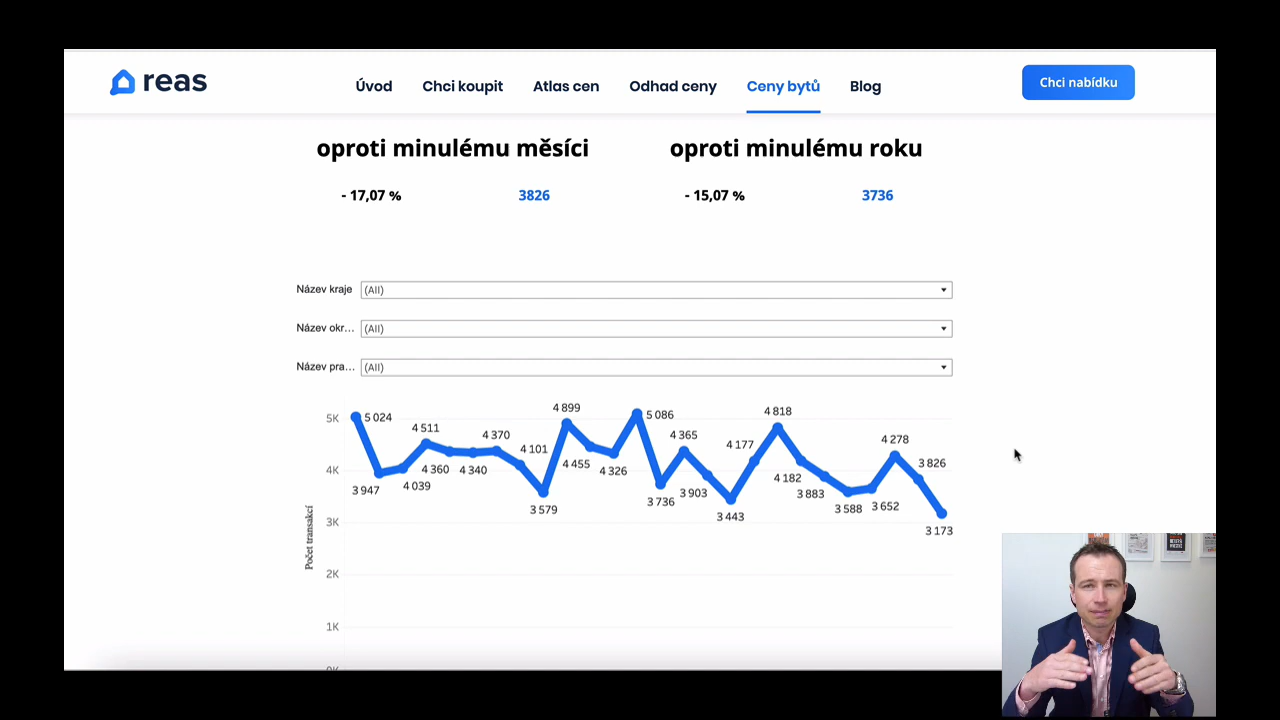 reas
Úvod
Chci koupit
Atlas cen
Odhad ceny
Ceny bytů
Blog
Chci nabídku
oproti minulému měsíci
oproti minulému roku
- 17,07 %
3826
- 15,07 %
3736
Název kraje
(All)
Název okr...
(All)
Název pra...
(All)
Počet transakcí
5K
4K
3K
2K
1K
0K
5 024
3 947
4 039
4 511
4 360
4 340
4 370
4 101
3 579
4 899
4 455
4 326
5 086
3 736
4 365
3 903
3 443
4 177
4 818
4 182
3 883
3 588
3 652
4 278
3 826
3 173